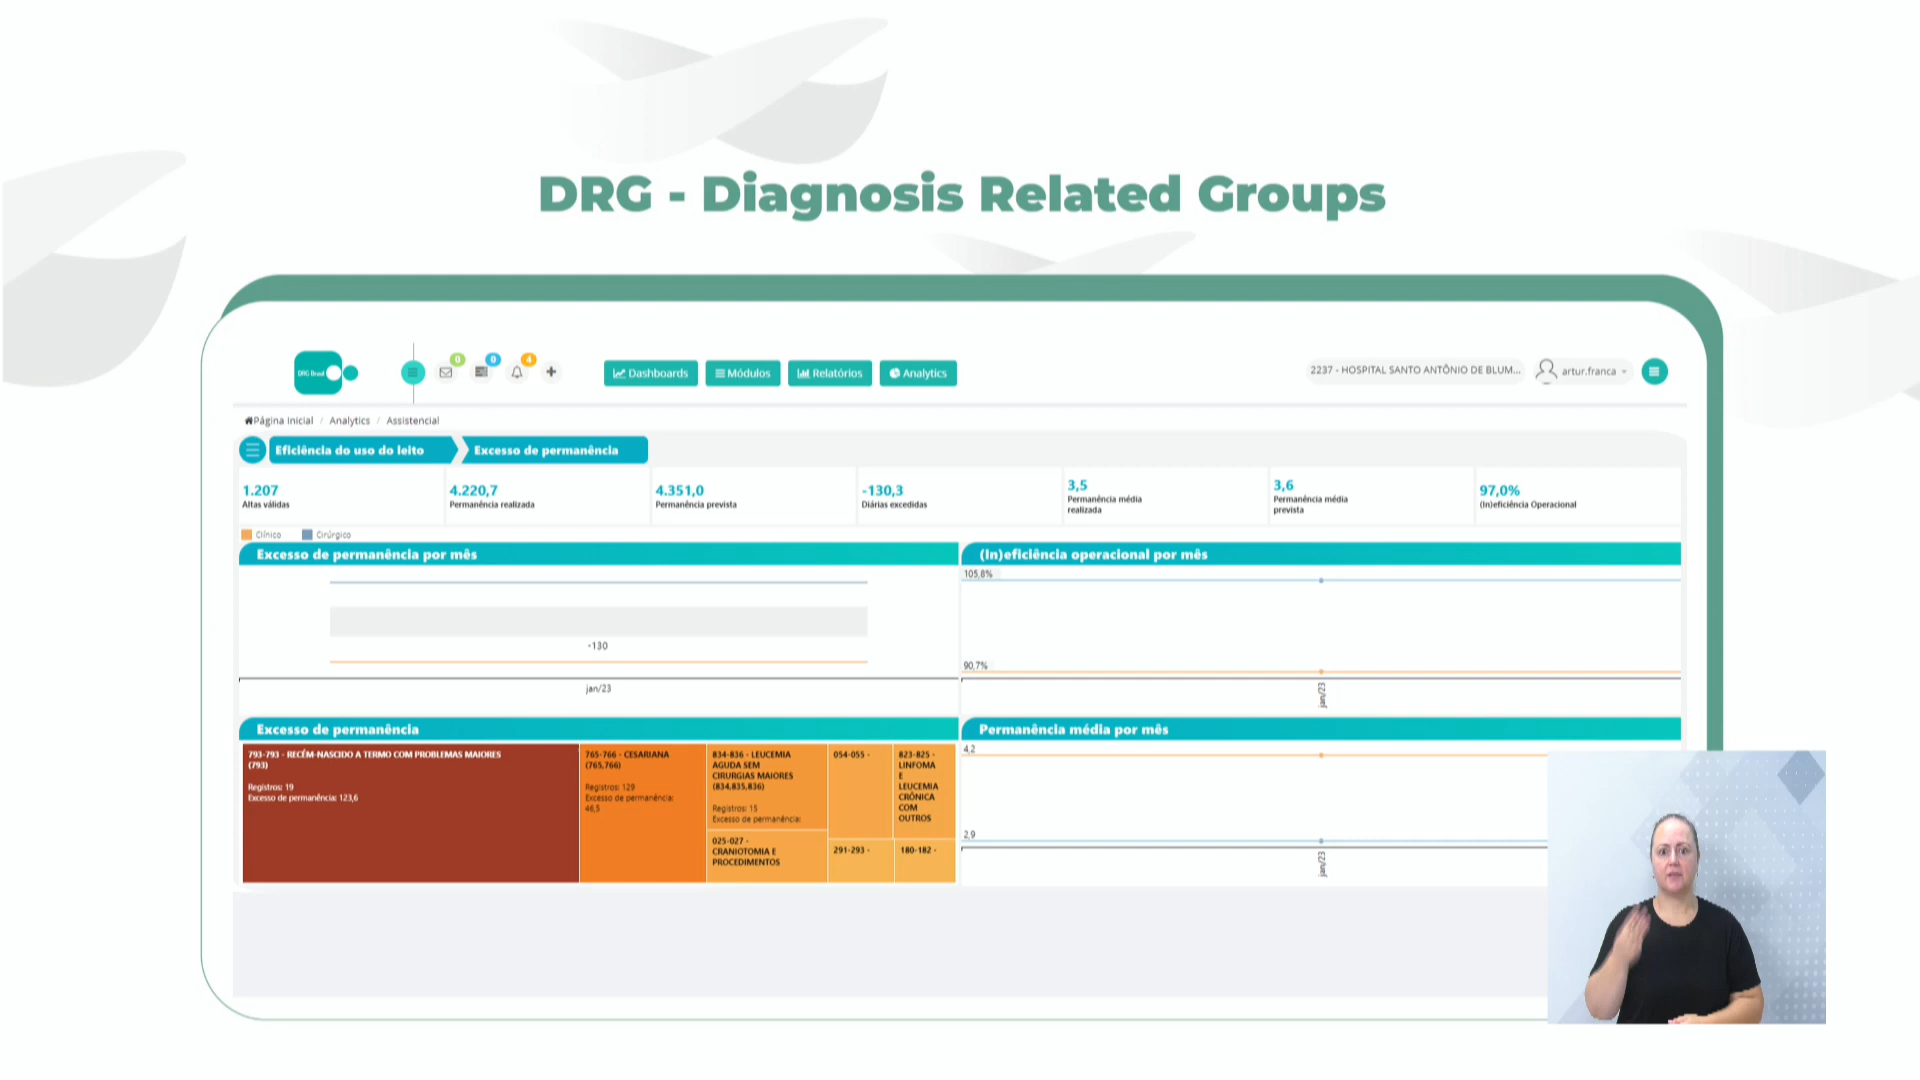 DRG - Diagnosis Related Groups
DRG Brasil
0
0
4
Dashboards
Módulos
Relatórios
Analytics
2237 - HOSPITAL SANTO ANTÔNIO DE BLUM...
artur.franca
Página Inicial / Analytics / Assistencial
Eficiência do uso do leito
Excesso de permanência
1.207
Altas válidas
4.220,7
Permanência realizada
4.351,0
Permanência prevista
-130,3
Diárias excedidas
3,5
Permanência média
realizada
3,6
Permanência média
prevista
97,0%
(In)eficiência Operacional
Clínico
Cirúrgico
Excesso de permanência por mês
-130
jan/23
(In)eficiência operacional por mês
105,8%
90,7%
jan/23
Excesso de permanência
793-793 - RECÉM-NASCIDO A TERMO COM PROBLEMAS MAIORES
(793)
Registros: 19
Excesso de permanência: 123,6
765-766 - CESARIANA
(765,766)
Registros: 129
Excesso de permanência:
46,5
834-836 - LEUCEMIA
AGUDA SEM
CIRURGIAS MAIORES
(834,835,836)
Registros: 15
Excesso de permanência:
025-027 -
CRANIOTOMIA E
PROCEDIMENTOS
054-055 -
291-293 -
823-825 -
LINFOMA
E
LEUCEMIA
CRÔNICA
COM
OUTROS
180-182 -
Permanência média por mês
4,2
2,9
jan/23